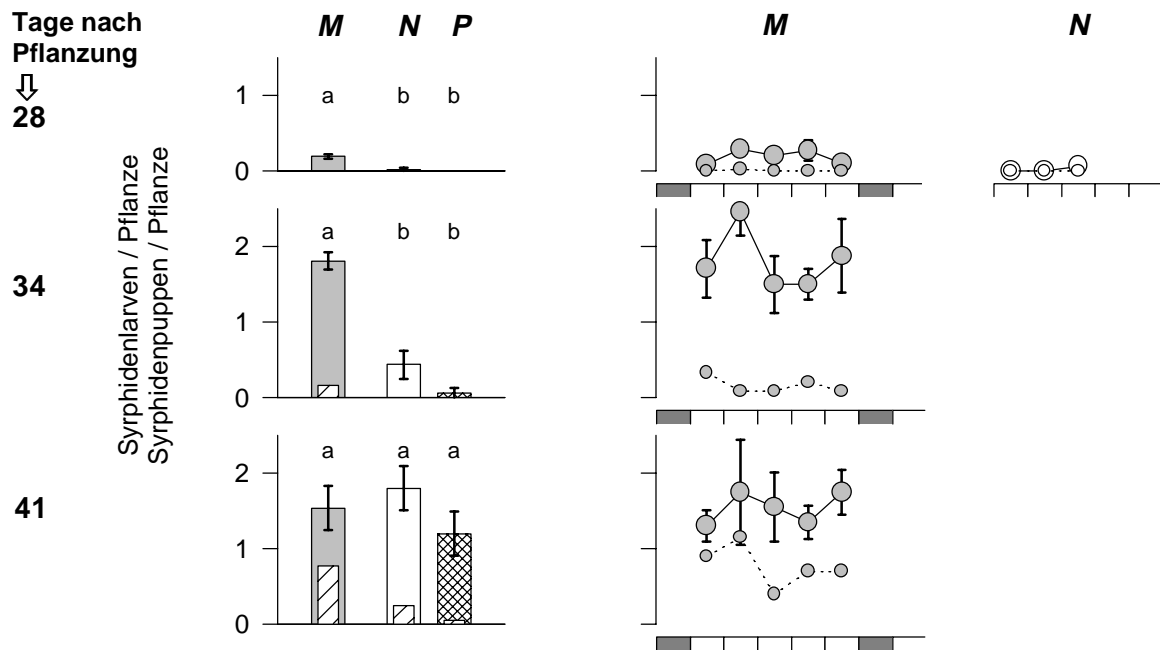 Tage nach
Pflanzung
⇩
28
34
41
Syrphidenlarven / Pflanze
Syrphidenpuppen / Pflanze
M N P
1
0
a b b
2
1
0
a b b
2
1
0
a a a
M
N